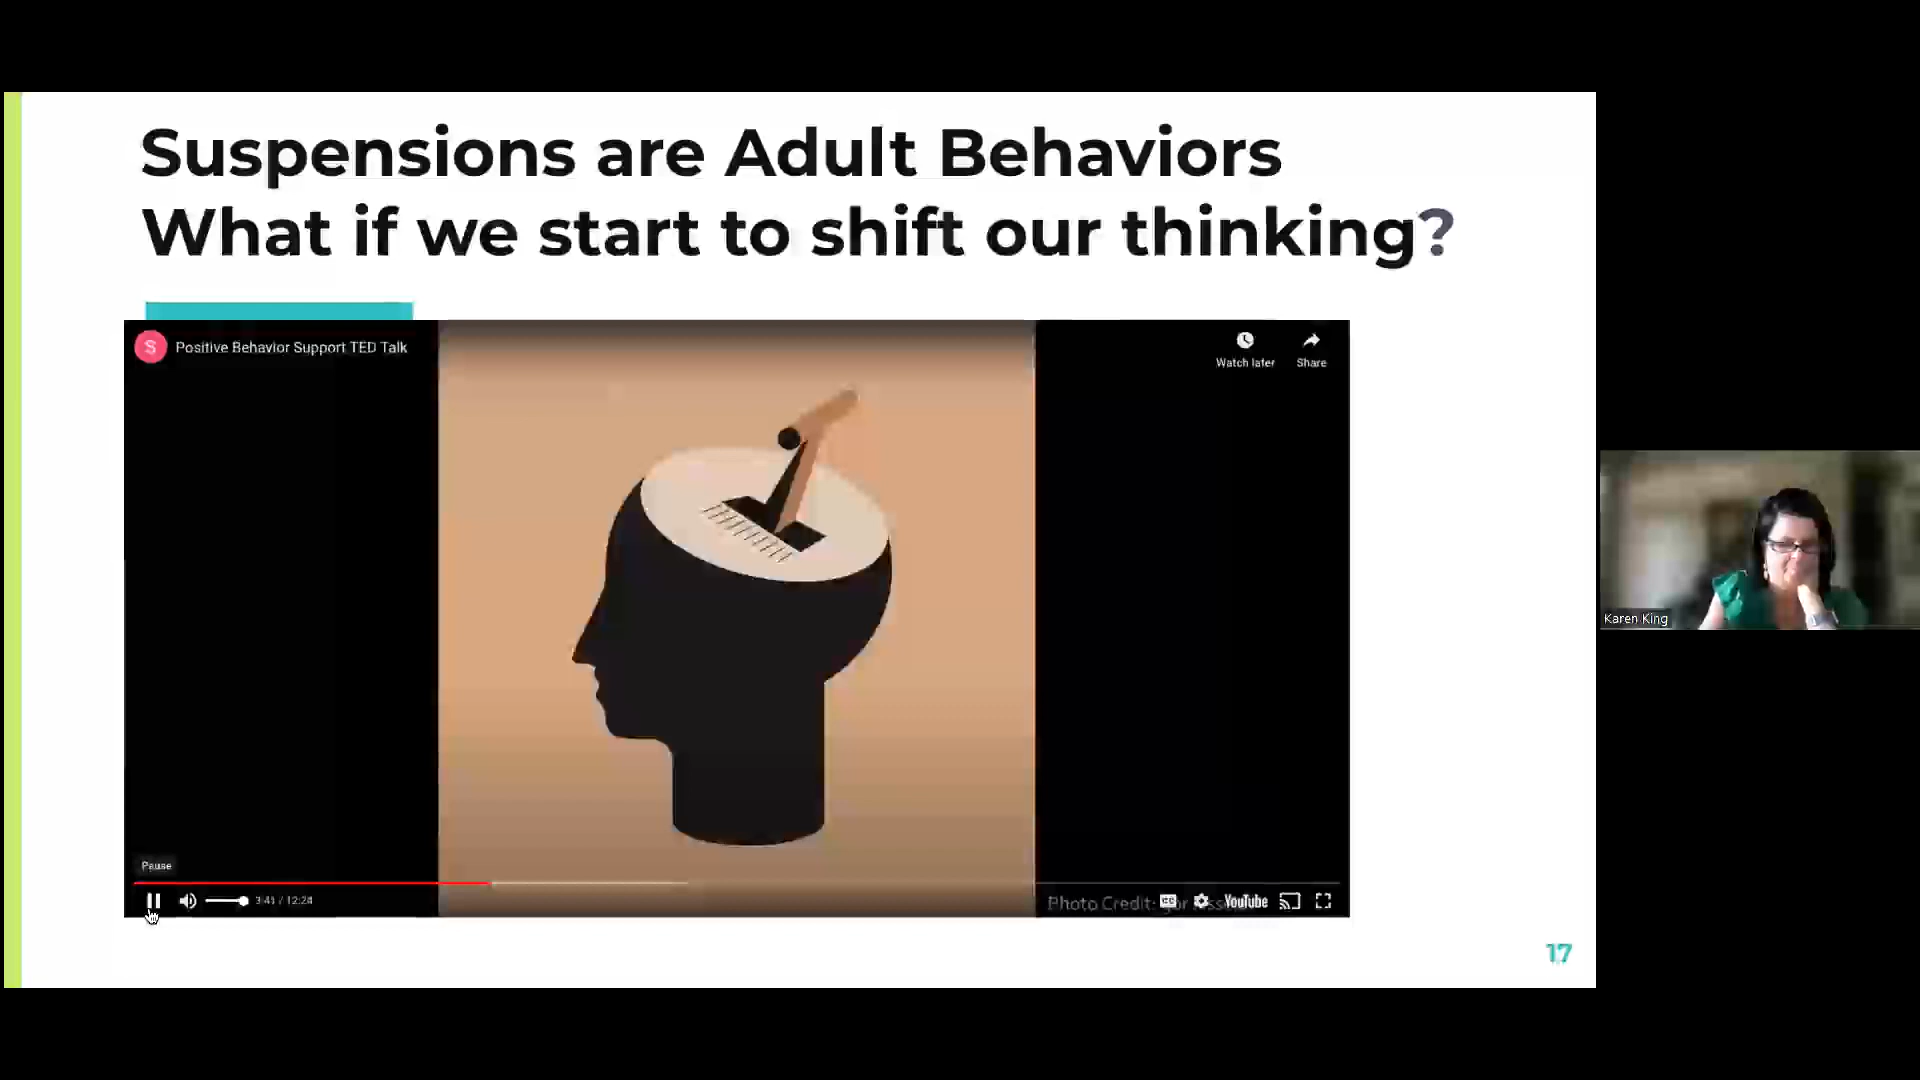 Suspensions are Adult Behaviors
What if we start to shift our thinking?
S
Positive Behavior Support TED Talk
Watch later
Share
Karen King
Pause
3:41 / 12:24
Photo Credit:
CC
YouTube
17